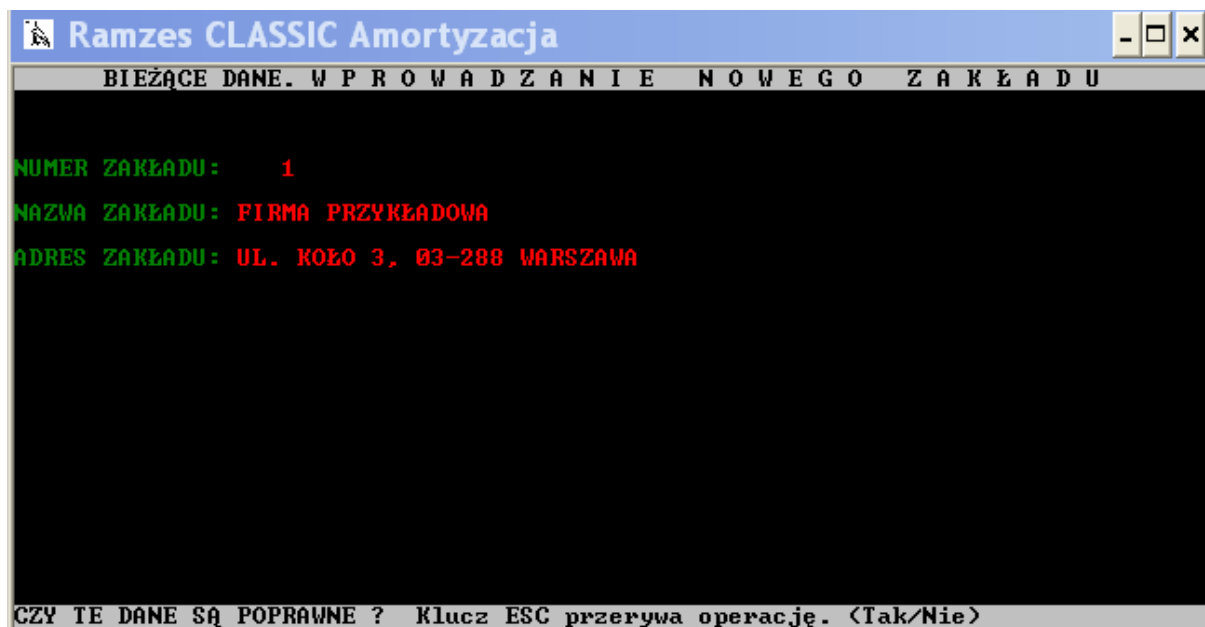 Ramzes CLASSIC Amortyzacja
BIEŻĄCE DANE. W P R O W A D Z A N I E   N O W E G O   Z A K Ł A D U
NUMER ZAKŁADU: 1
NAZWA ZAKŁADU: FIRMA PRZYKŁADOWA
ADRES ZAKŁADU: UL. KOŁO 3, 03-288 WARSZAWA
CZY TE DANE SĄ POPRAWNE ? Klucz ESC przerywa operację. (Tak/Nie)